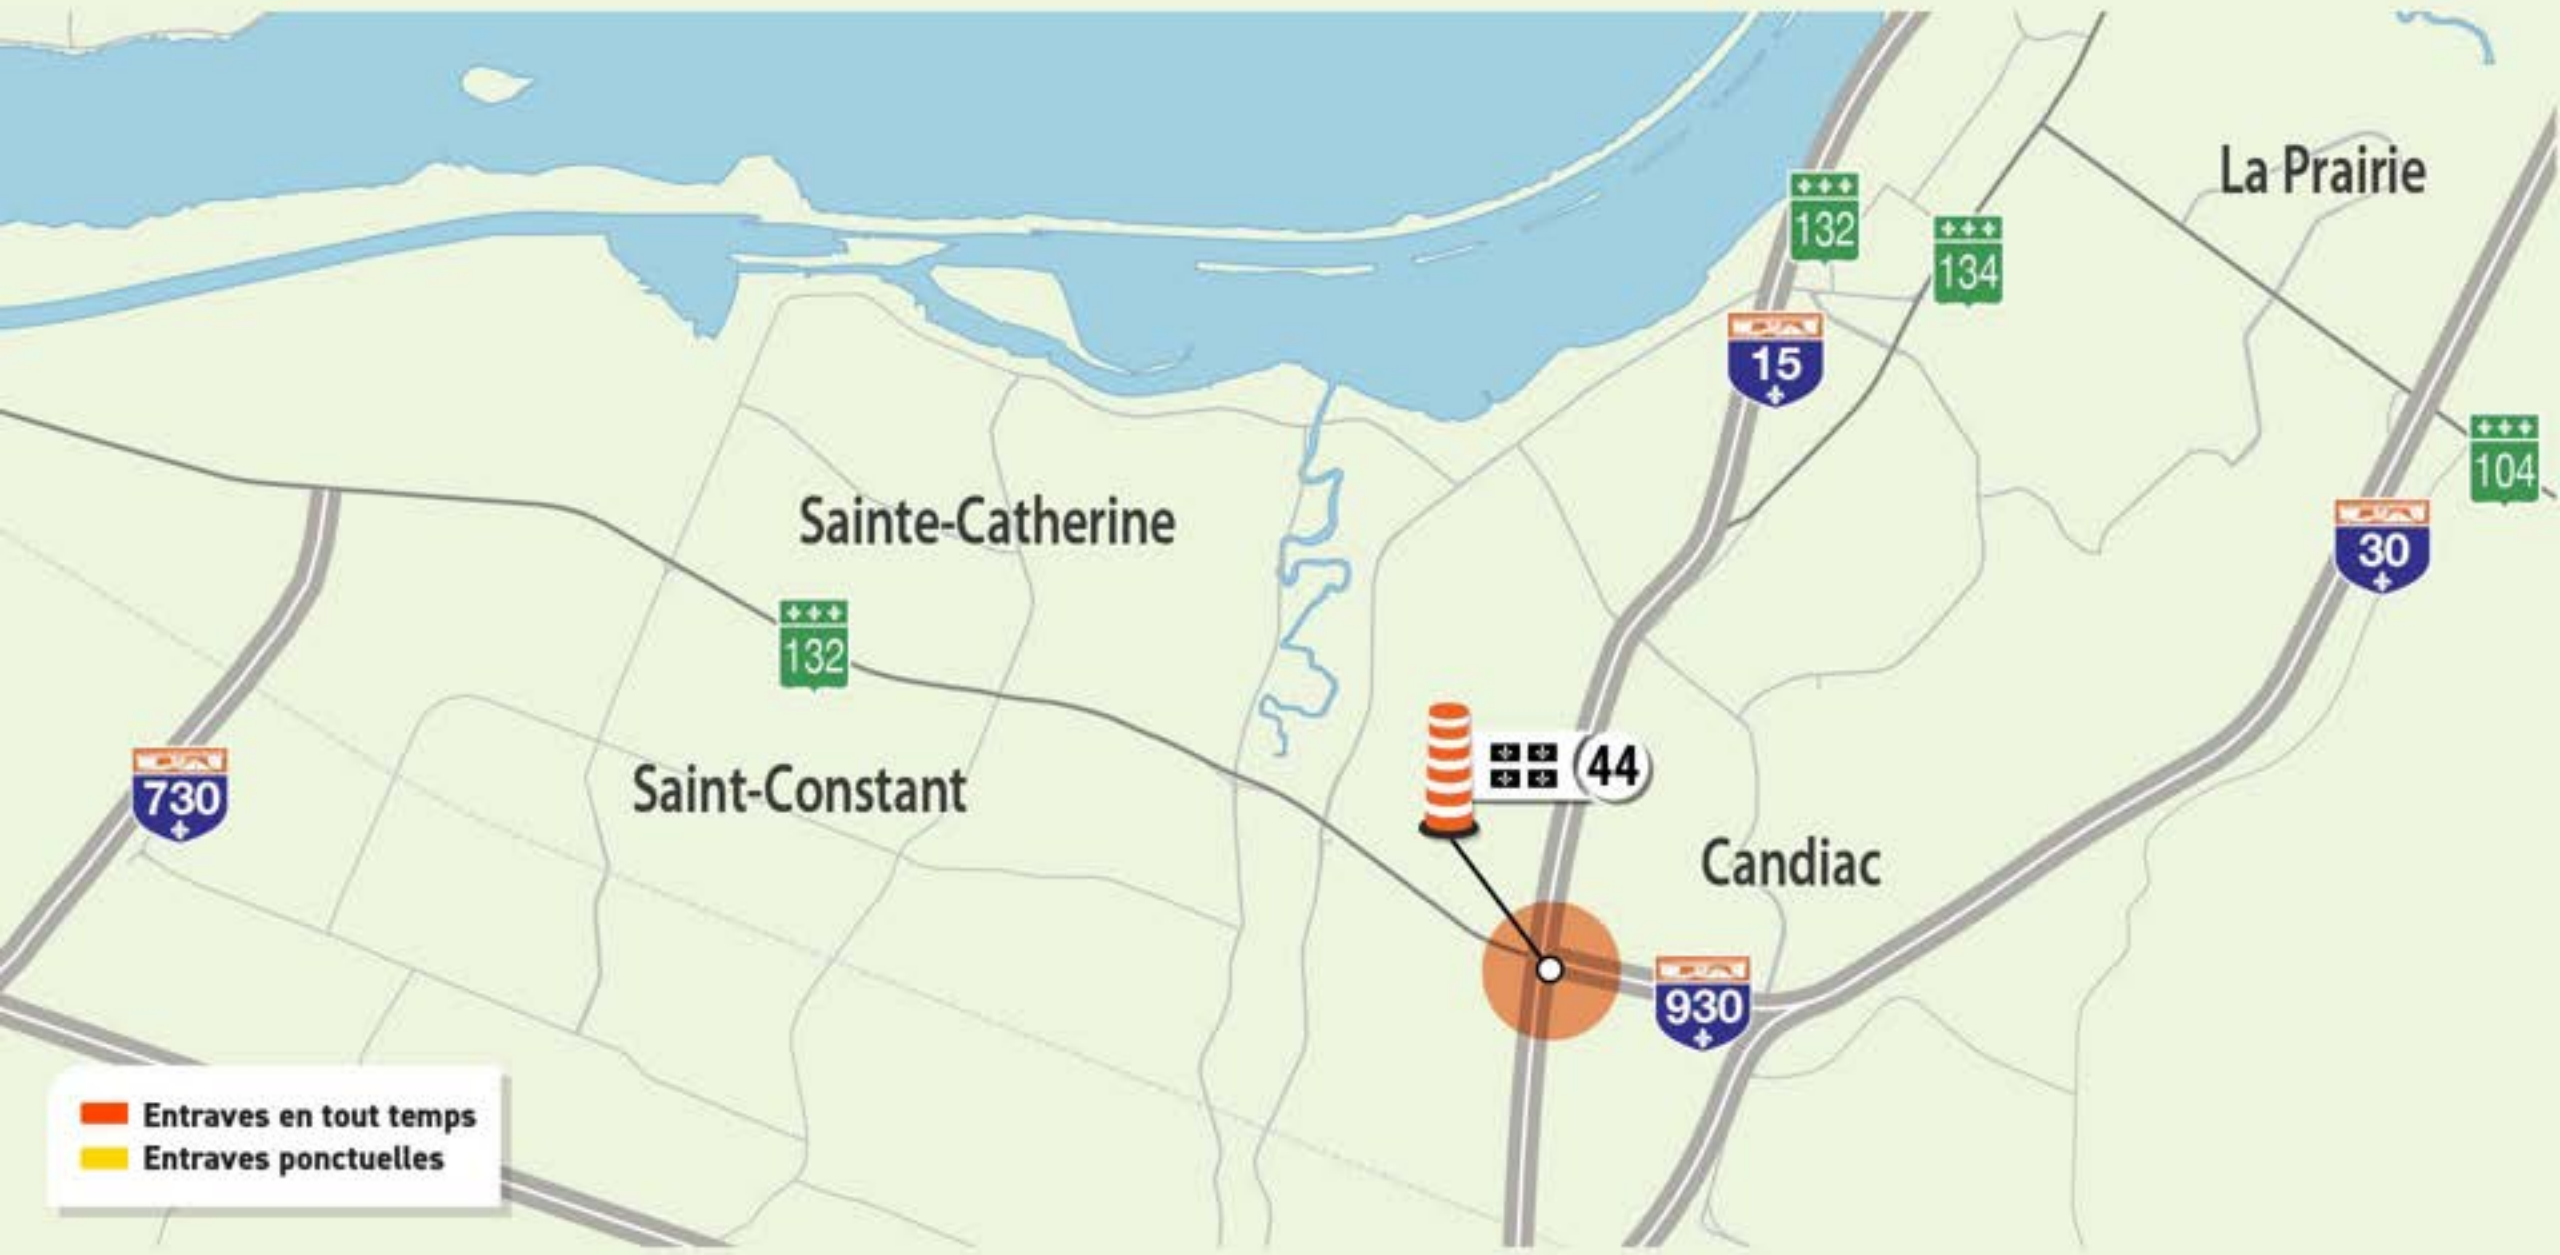 La Prairie
132
134
15
104
30
Sainte-Catherine
132
44
730
Saint-Constant
Candiac
930
Entraves en tout temps
Entraves ponctuelles